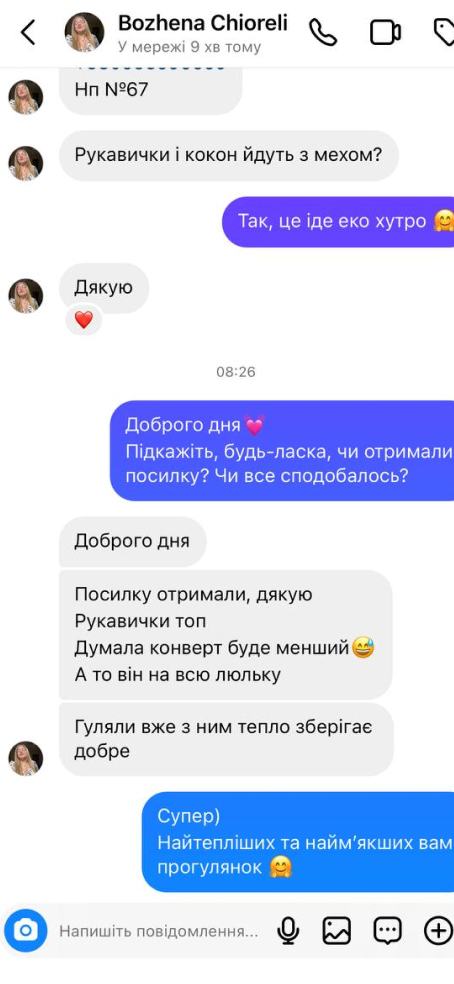 Bozhena Chioreli
У мережі 9 хв тому
Нп №67
Рукавички і кокон йдуть з мехом?
Так, це іде еко хутро 🤗
Дякую
❤️
08:26
Доброго дня💓
Підкажіть, будь-ласка, чи отримали
посилку? Чи все сподобалось?
Доброго дня
Посилку отримали, дякую
Рукавички топ
Думала конверт буде менший😅
А то він на всю люльку
Гуляли вже з ним тепло зберігає
добре
Супер)
Найтепліших та наймʼякших вам
прогулянок 🤗
Напишіть повідомлення...